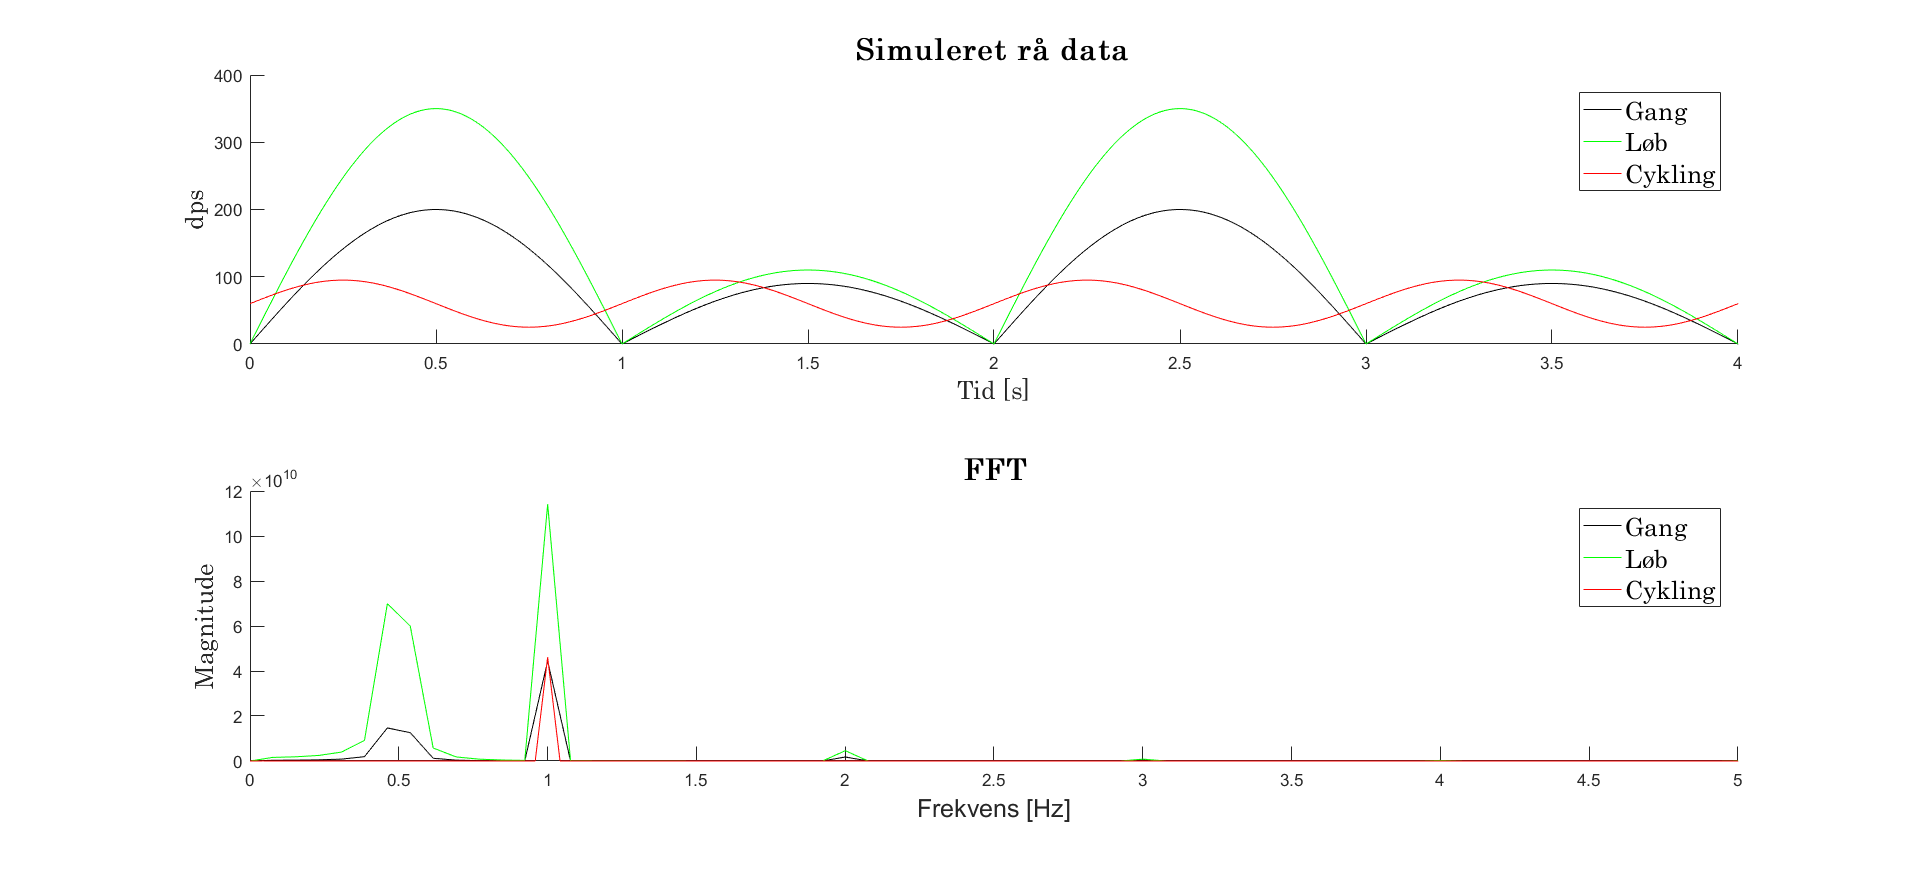 Simuleret rå data
400
300
200
100
0
dps
0 0.5 1 1.5 2 2.5 3 3.5 4
Tid [s]
Gang
Løb
Cykling
FFT
×10^10
12
10
8
6
4
2
0
Magnitude
0 0.5 1 1.5 2 2.5 3 3.5 4 4.5 5
Frekvens [Hz]
Gang
Løb
Cykling